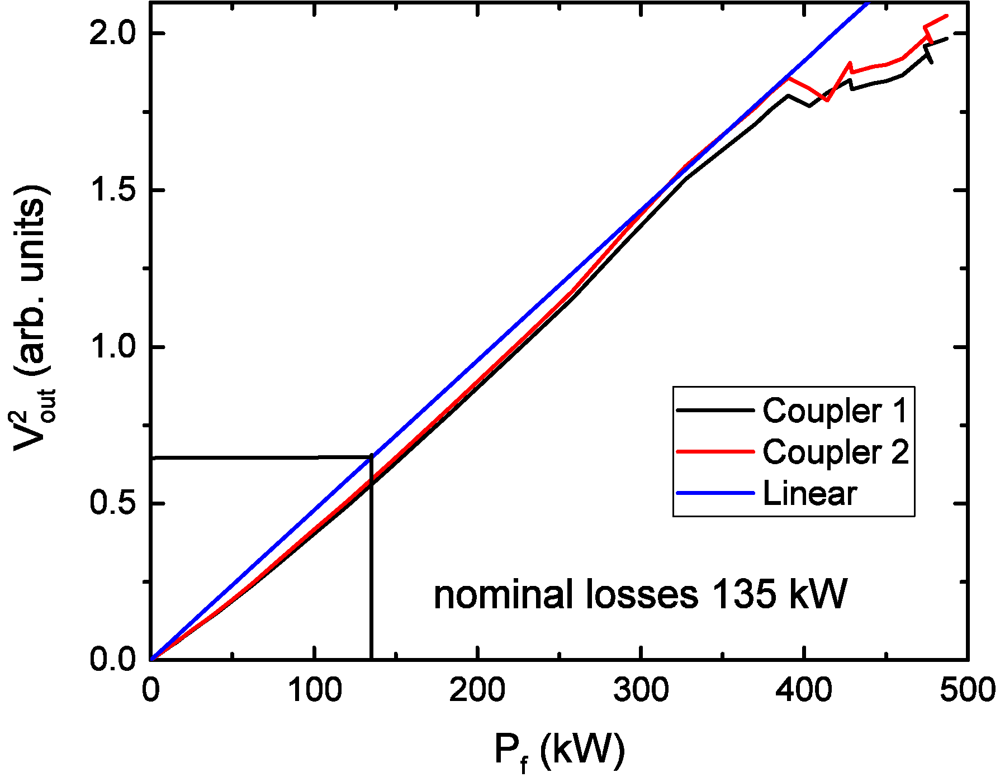 2.0
1.5
1.0
0.5
0.0
V²out (arb. units)
Coupler 1
Coupler 2
Linear
nominal losses 135 kW
0 100 200 300 400 500
Pf (kW)